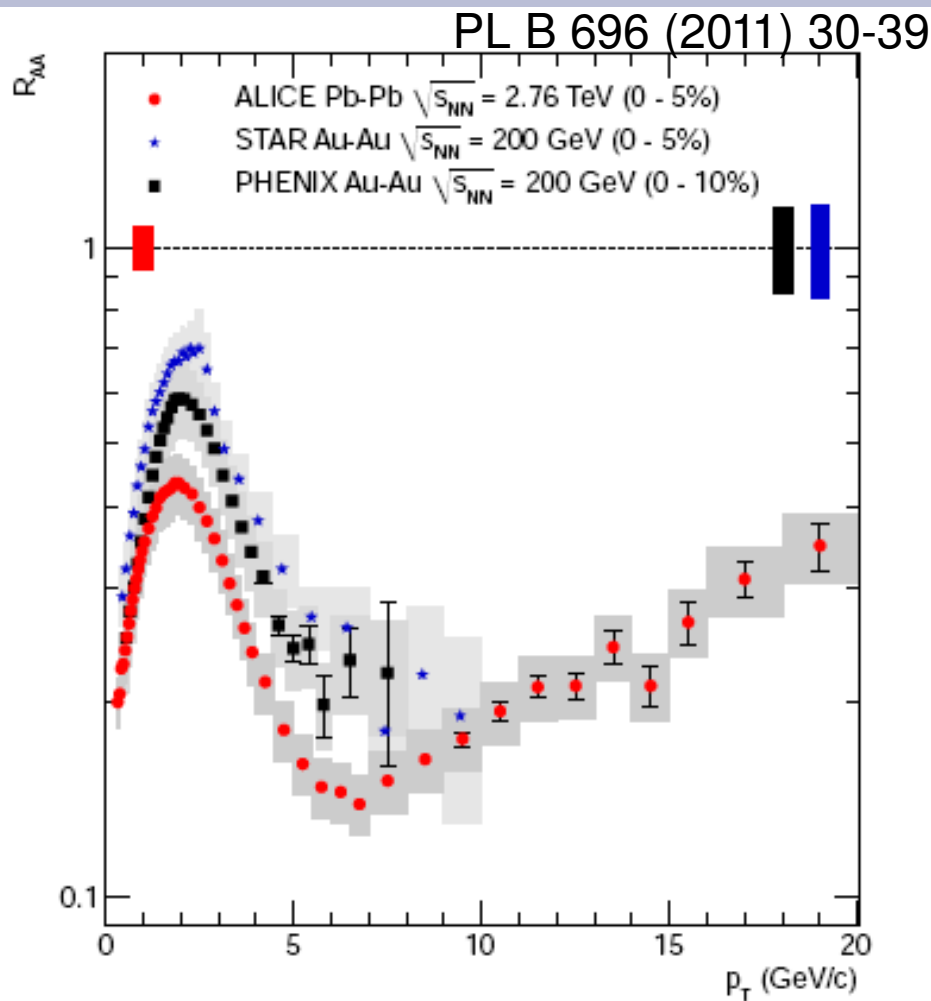 PL B 696 (2011) 30-39
R_AA
ALICE Pb-Pb √s_NN = 2.76 TeV (0 - 5%)
STAR Au-Au √s_NN = 200 GeV (0 - 5%)
PHENIX Au-Au √s_NN = 200 GeV (0 - 10%)
1
0.1
0 5 10 15 20
p_T (GeV/c)